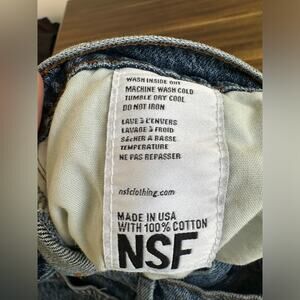 WASH INSIDE OUT
MACHINE WASH COLD
TUMBLE DRY COOL
DO NOT IRON
LAVE À L'ENVERS
LAVAGE À FROID
SÉCHER A BASSE
TEMPERATURE
NE PAS REPASSER
nsfclothing.com
MADE IN USA
WITH 100% COTTON
NSF